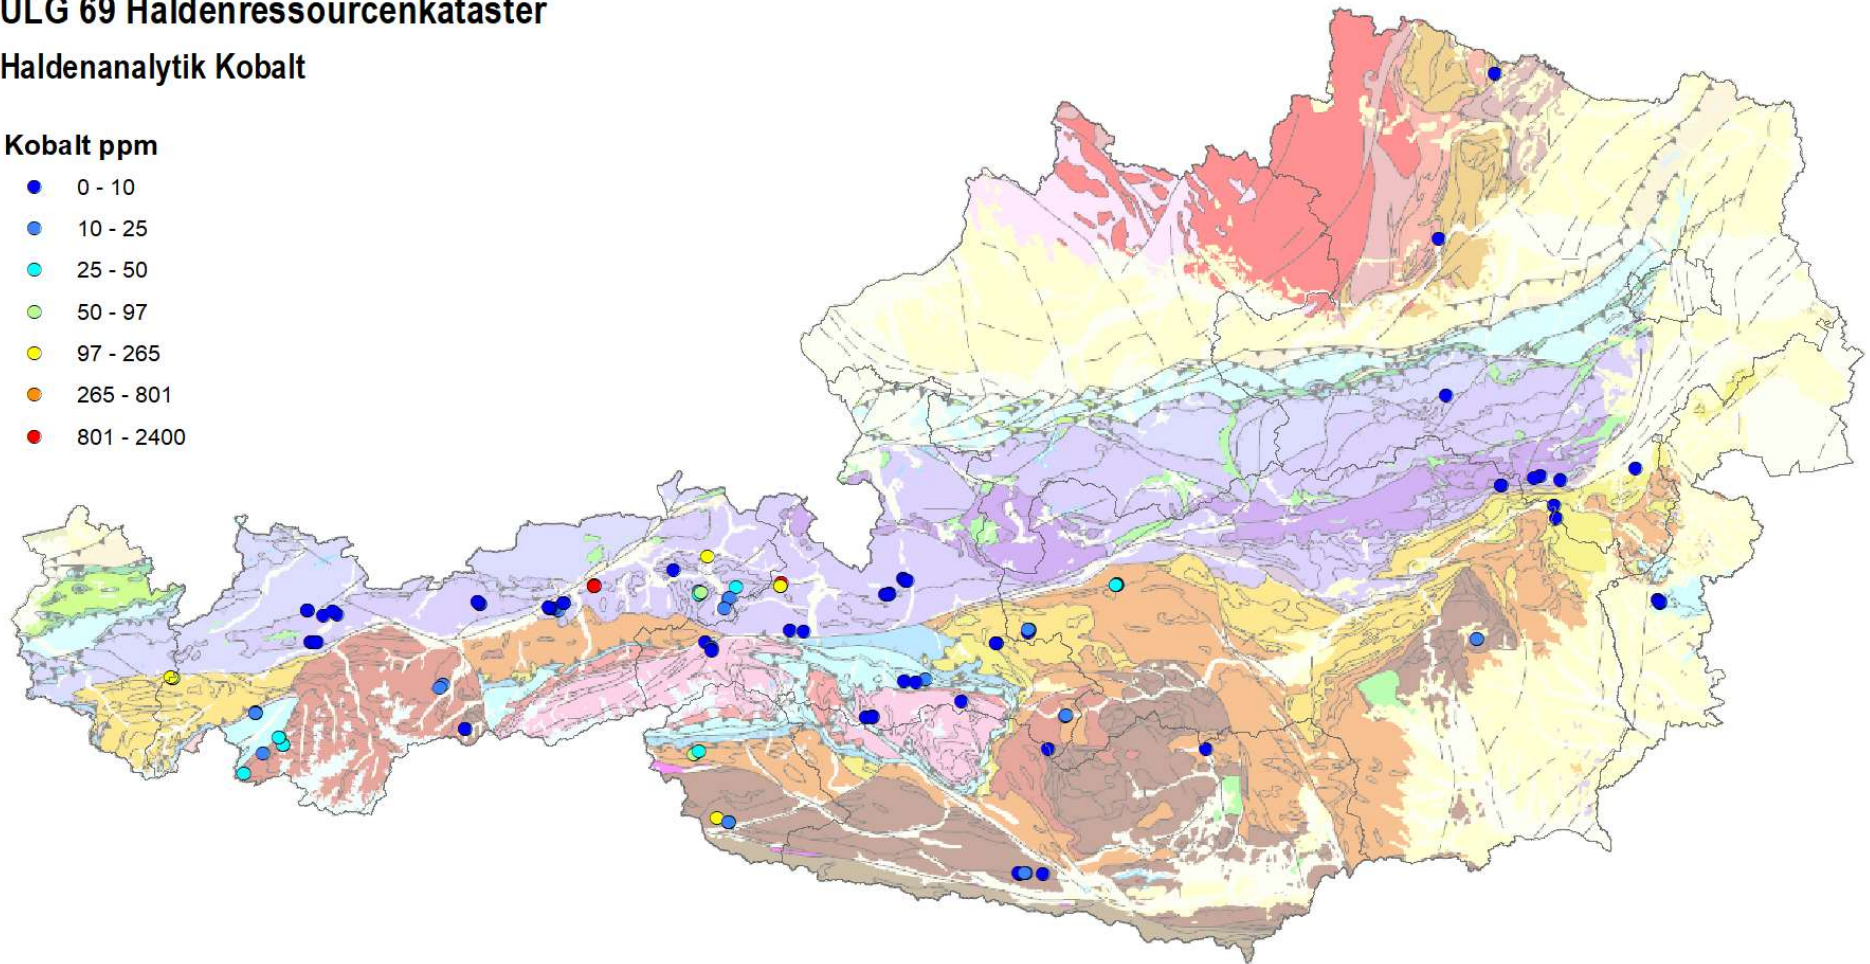 ULG 69 Haldenressourcenkataster
Haldenanalytik Kobalt
Kobalt ppm
0 - 10
10 - 25
25 - 50
50 - 97
97 - 265
265 - 801
801 - 2400